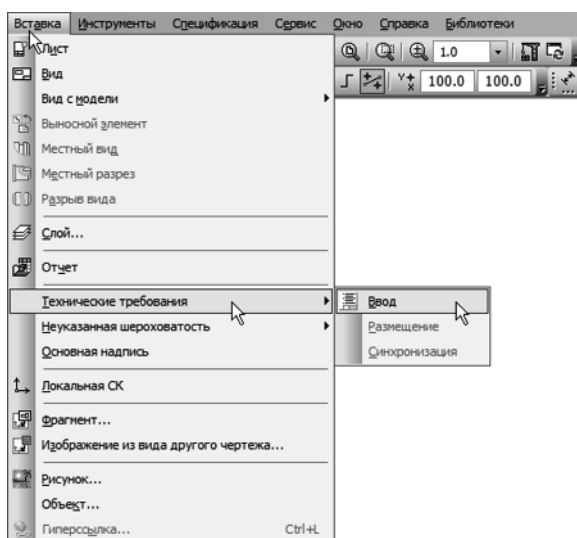 Вставка Инструменты Спецификация Сервис Окно Справка Библиотеки
Лист
1.0
Вид
100.0 100.0
Вид с модели
Выносной элемент
Местный вид
Местный разрез
Разрыв вида
Слой...
Отчет
Технические требования
Ввод
Неуказанная шероховатость
Размещение
Основная надпись
Синхронизация
Локальная СК
Фрагмент...
Изображение из вида другого чертежа...
Рисунок...
Объект...
Гиперссылка... Ctrl+L